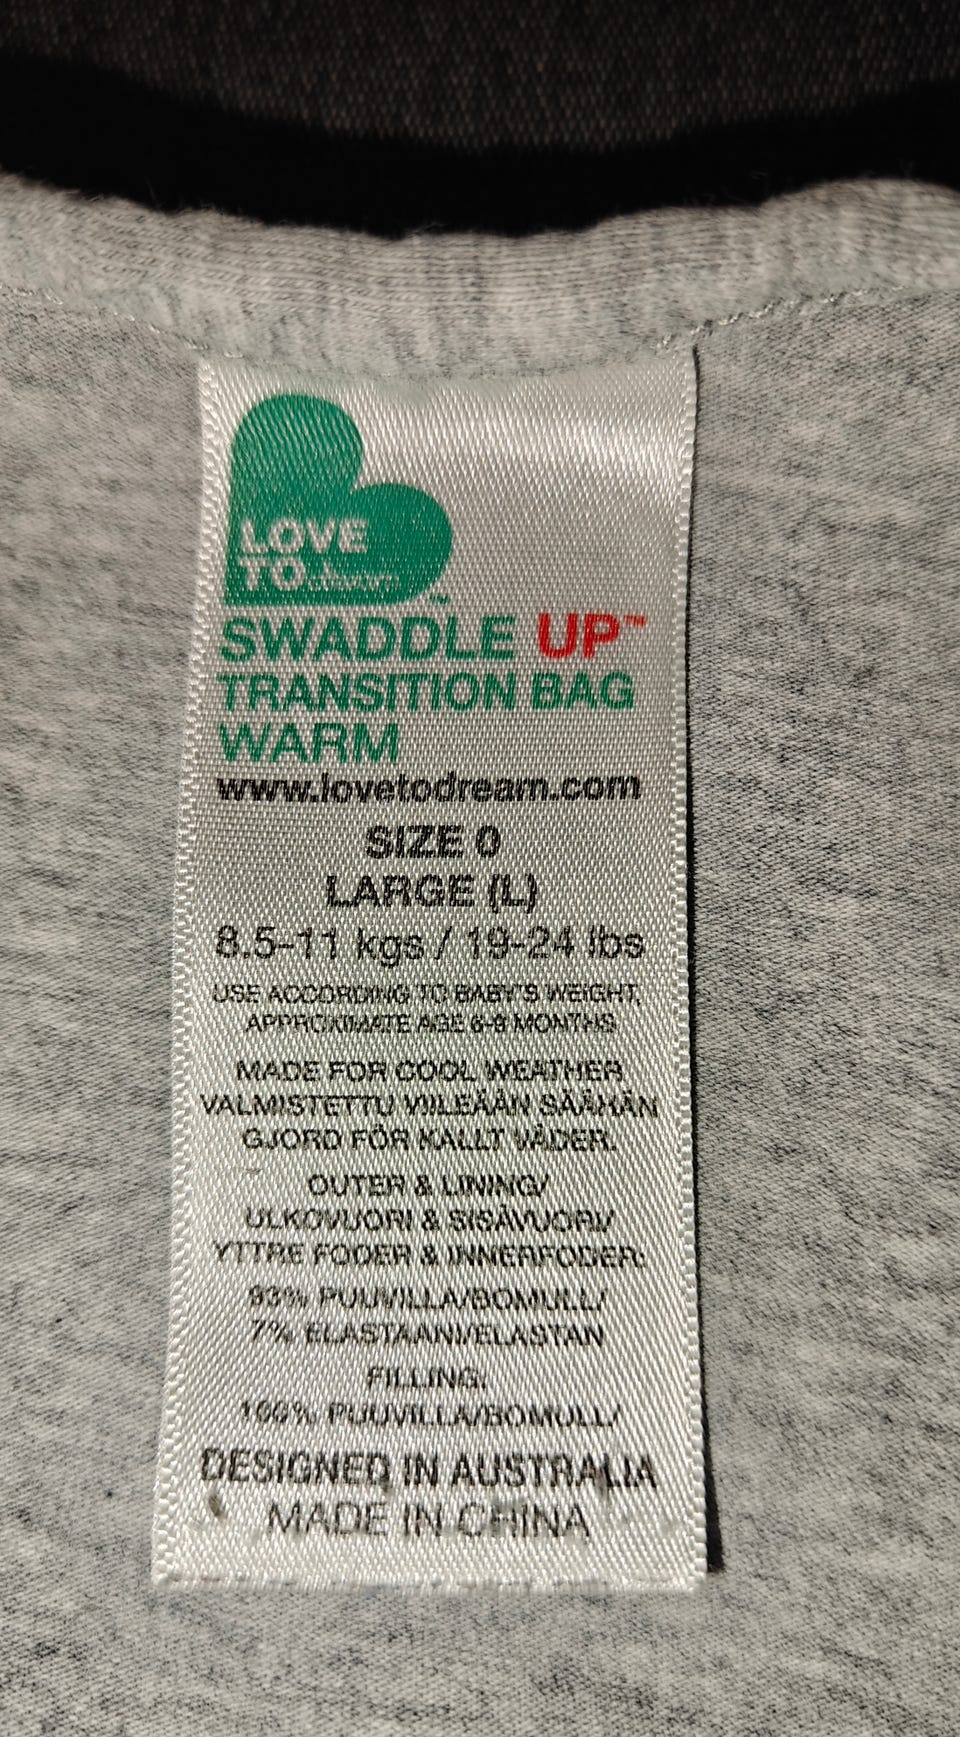 LOVE
TO dream™
SWADDLE UP™
TRANSITION BAG
WARM
www.lovetodream.com
SIZE 0
LARGE (L)
8.5-11 kgs / 19-24 lbs
USE ACCORDING TO BABY'S WEIGHT,
APPROXIMATE AGE 6-9 MONTHS
MADE FOR COOL WEATHER
VALMISTETTU VIILEÄÄN SÄÄHÄN
GJORD FÖR KALLT VÄDER.
OUTER & LINING/
ULKOVUORI & SISÄVUORI/
YTTRE FODER & INNERFODER:
93% PUUVILLA/BOMULL/
7% ELASTAANI/ELASTAN
FILLING.
100% PUUVILLA/BOMULL/
DESIGNED IN AUSTRALIA
MADE IN CHINA